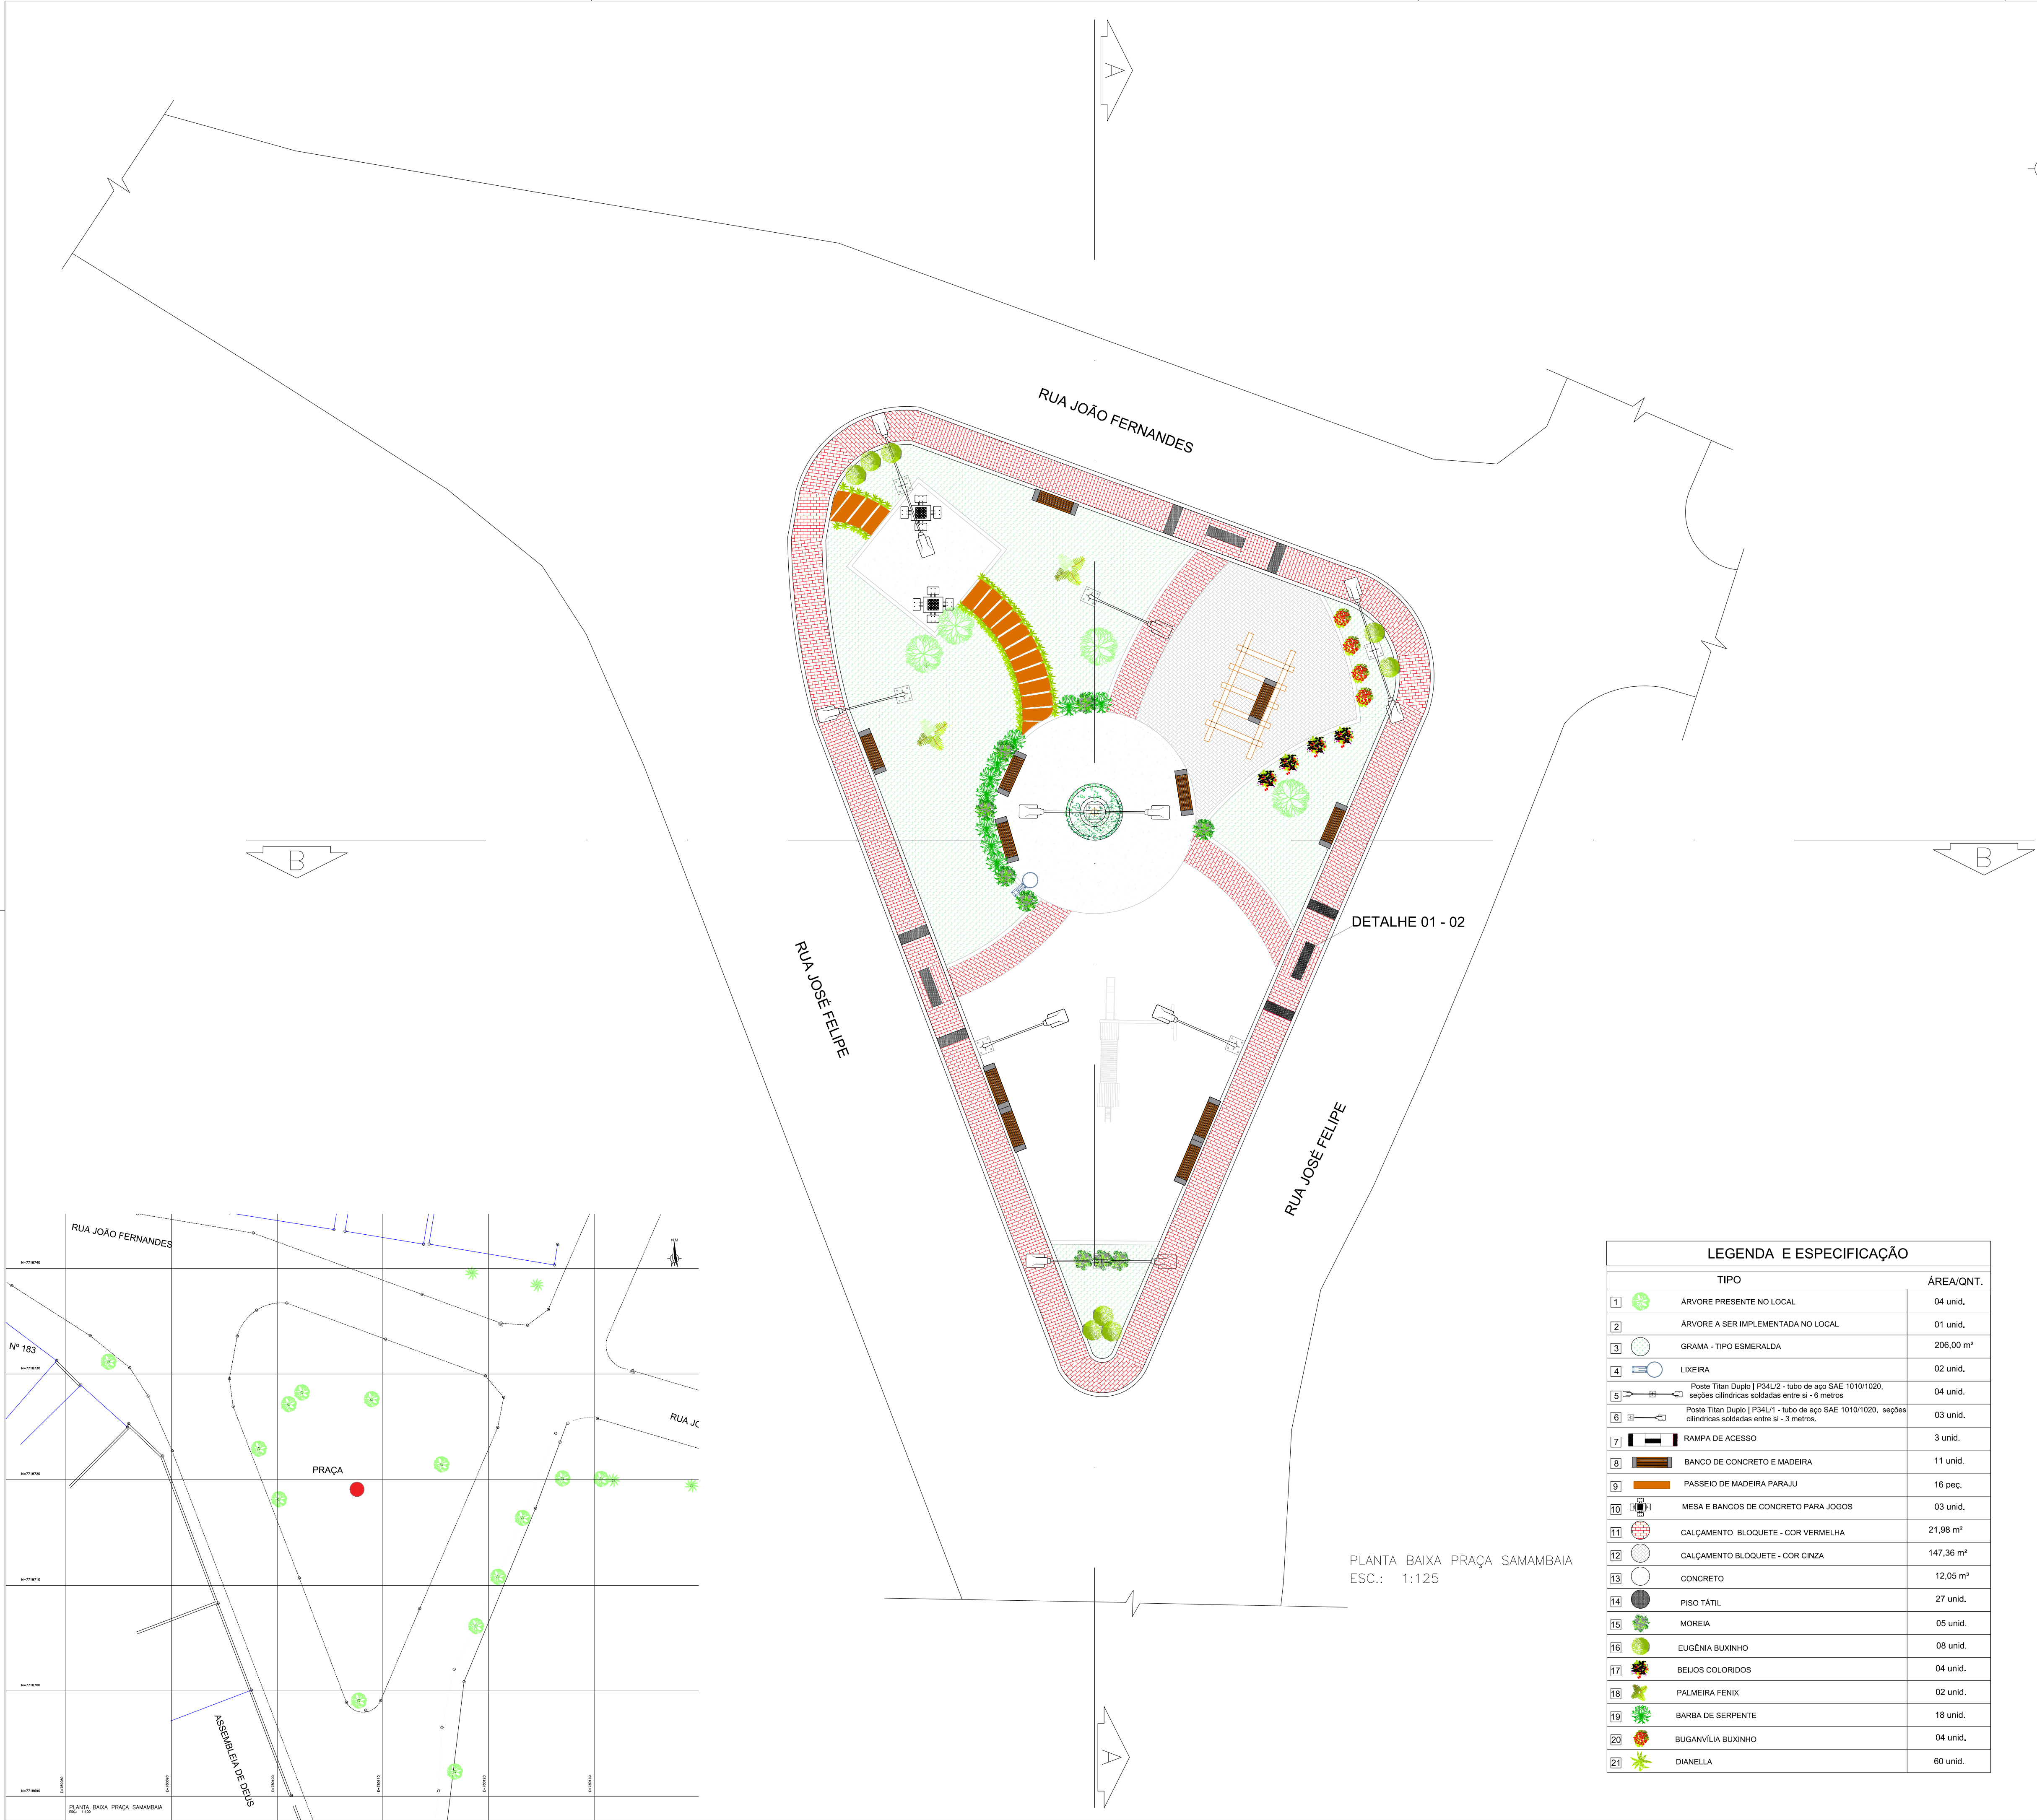 A
RUA JOÃO FERNANDES
B
B
DETALHE 01 - 02
RUA JOSÉ FELIPE
RUA JOSÉ FELIPE
PLANTA BAIXA PRAÇA SAMAMBAIA
ESC.: 1:125
A
RUA JOÃO FERNANDES
N.M
N=7718740
Nº 183
N=7718730
RUA JO
PRAÇA
N=7718720
N=7718710
N=7718700
ASSEMBLEIA DE DEUS
PLANTA BAIXA PRAÇA SAMAMBAIA
LEGENDA E ESPECIFICAÇÃO
TIPO ÁREA/QNT.
1 ÁRVORE PRESENTE NO LOCAL 04 unid.
2 ÁRVORE A SER IMPLEMENTADA NO LOCAL 01 unid.
3 GRAMA - TIPO ESMERALDA 206,00 m²
4 LIXEIRA 02 unid.
5 Poste Titan Duplo | P34L/2 - tubo de aço SAE 1010/1020,
seções cilíndricas soldadas entre si - 6 metros 04 unid.
6 Poste Titan Duplo | P34L/1 - tubo de aço SAE 1010/1020, seções
cilíndricas soldadas entre si - 3 metros. 03 unid.
7 RAMPA DE ACESSO 3 unid.
8 BANCO DE CONCRETO E MADEIRA 11 unid.
9 PASSEIO DE MADEIRA PARAJU 16 peç.
10 MESA E BANCOS DE CONCRETO PARA JOGOS 03 unid.
11 CALÇAMENTO BLOQUETE - COR VERMELHA 21,98 m²
12 CALÇAMENTO BLOQUETE - COR CINZA 147,36 m²
13 CONCRETO 12,05 m³
14 PISO TÁTIL 27 unid.
15 MOREIA 05 unid.
16 EUGÊNIA BUXINHO 08 unid.
17 BEIJOS COLORIDOS 04 unid.
18 PALMEIRA FENIX 02 unid.
19 BARBA DE SERPENTE 18 unid.
20 BUGANVÍLIA BUXINHO 04 unid.
21 DIANELLA 60 unid.